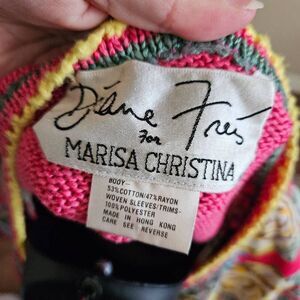 Diane Freis
for
MARISA CHRISTINA
BODY-
53% COTTON/47% RAYON
WOVEN SLEEVES/TRIMS-
100% POLYESTER
MADE IN HONG KONG
CARE SEE REVERSE